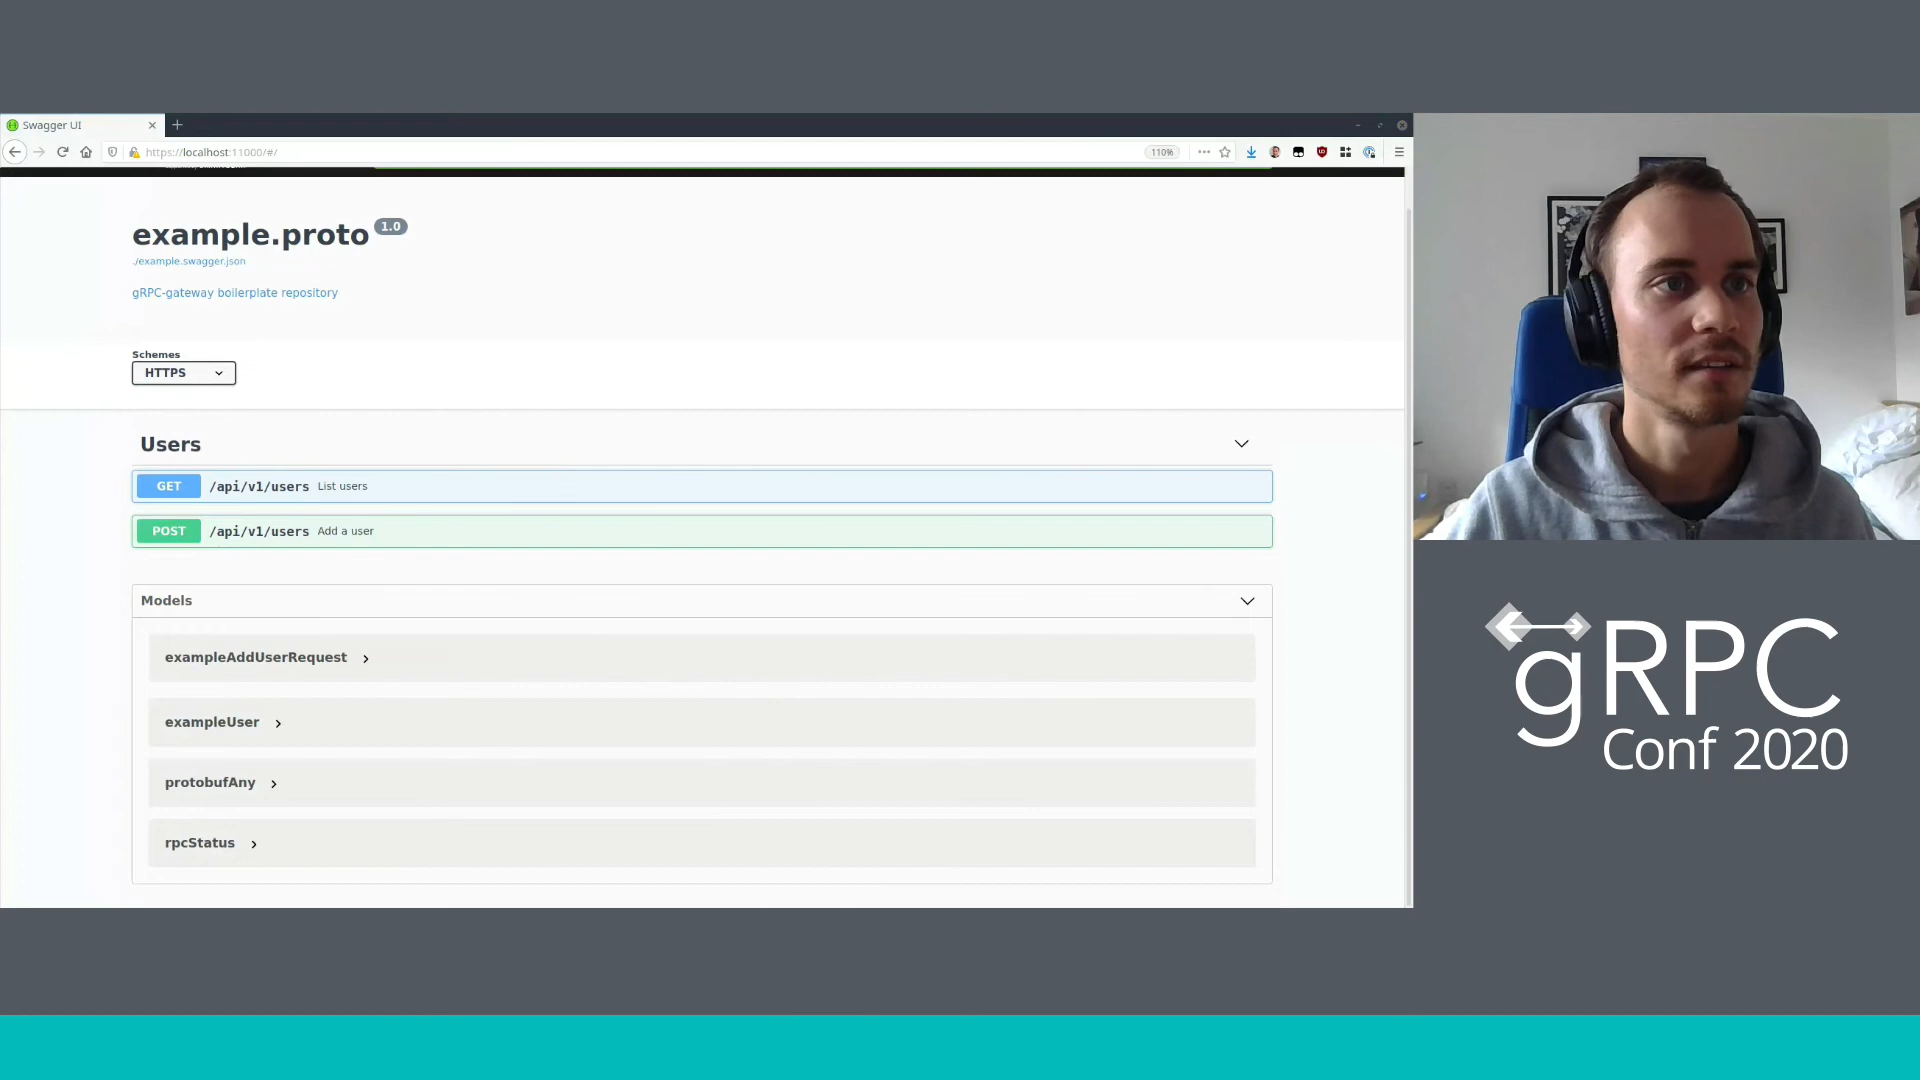 Swagger UI
https://localhost:11000/#/
110%
example.proto 1.0
./example.swagger.json
gRPC-gateway boilerplate repository
Schemes
HTTPS
Users
GET /api/v1/users List users
POST /api/v1/users Add a user
Models
exampleAddUserRequest
exampleUser
protobufAny
rpcStatus
gRPC
Conf 2020